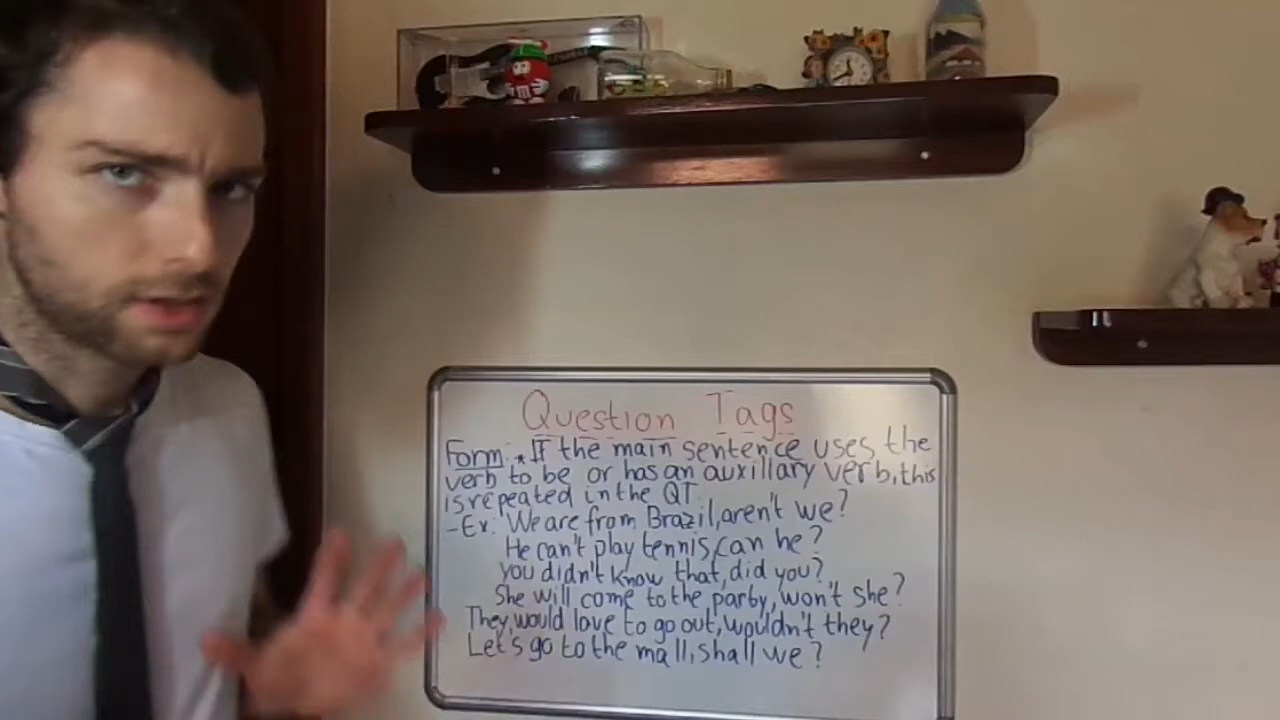 Question Tags
Form: * If the main sentence uses the
verb to be or has an auxiliary verb, this
is repeated in the QT.
- Ex: We are from Brazil, aren't we?
He can't play tennis, can he?
You didn't know that, did you?
She will come to the party, won't she?
They would love to go out, wouldn't they?
Let's go to the mall, shall we?